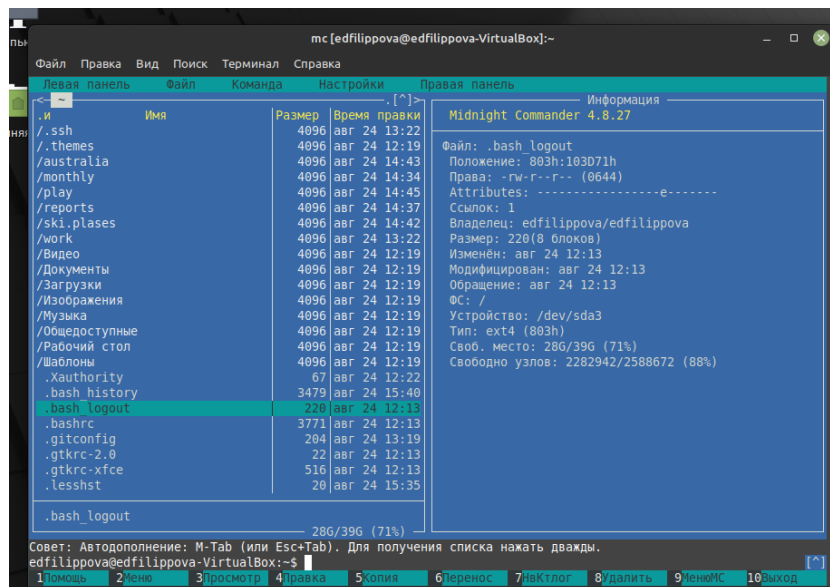 mc [edfilippova@edfilippova-VirtualBox]:~
Файл Правка Вид Поиск Терминал Справка
Левая панель Файл Команда Настройки Правая панель
<─ ~ .[^]>
.и Имя Размер Время правки
/.ssh 4096 авг 24 13:22
/.themes 4096 авг 24 12:19
/australia 4096 авг 24 14:43
/monthly 4096 авг 24 14:34
/play 4096 авг 24 14:45
/reports 4096 авг 24 14:37
/ski.plases 4096 авг 24 14:42
/work 4096 авг 24 13:22
/Видео 4096 авг 24 12:19
/Документы 4096 авг 24 12:19
/Загрузки 4096 авг 24 12:19
/Изображения 4096 авг 24 12:19
/Музыка 4096 авг 24 12:19
/Общедоступные 4096 авг 24 12:19
/Рабочий стол 4096 авг 24 12:19
/Шаблоны 4096 авг 24 12:19
.Xauthority 67 авг 24 12:22
.bash_history 3479 авг 24 15:40
.bash_logout 220 авг 24 12:13
.bashrc 3771 авг 24 12:13
.gitconfig 204 авг 24 13:19
.gtkrc-2.0 22 авг 24 12:13
.gtkrc-xfce 516 авг 24 12:13
.lesshst 20 авг 24 15:35
.bash_logout
28G/39G (71%)
Информация
Midnight Commander 4.8.27
Файл: .bash_logout
Положение: 803h:103D71h
Права: -rw-r--r-- (0644)
Attributes: -----------------e-------
Ссылок: 1
Владелец: edfilippova/edfilippova
Размер: 220(8 блоков)
Изменён: авг 24 12:13
Модифицирован: авг 24 12:13
Обращение: авг 24 12:13
ФС: /
Устройство: /dev/sda3
Тип: ext4 (803h)
Своб. место: 28G/39G (71%)
Свободно узлов: 2282942/2588672 (88%)
Совет: Автодополнение: M-Tab (или Esc+Tab). Для получения списка нажать дважды.
edfilippova@edfilippova-VirtualBox:~$ [^]
1Помощь 2Меню 3Просмотр 4Правка 5Копия 6Перенос 7НвКтлог 8Удалить 9МенюMC 10Выход